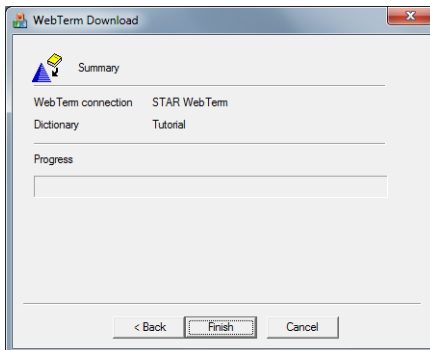 WebTerm Download
Summary
WebTerm connection STAR WebTerm
Dictionary Tutorial
Progress
< Back Finish Cancel